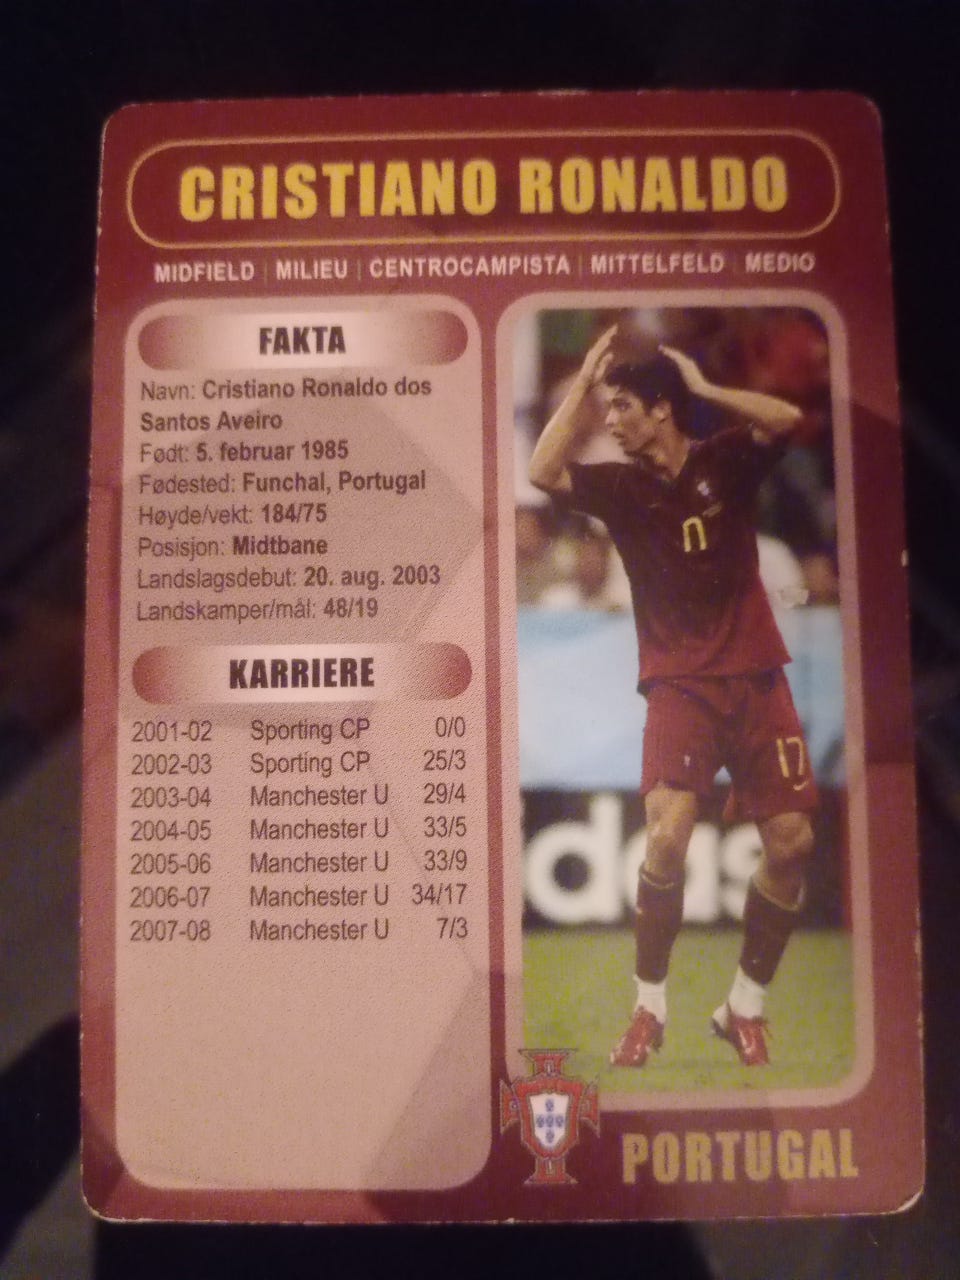 CRISTIANO RONALDO
MIDFIELD | MILIEU | CENTROCAMPISTA | MITTELFELD | MEDIO
FAKTA
Navn: Cristiano Ronaldo dos
Santos Aveiro
Født: 5. februar 1985
Fødested: Funchal, Portugal
Høyde/vekt: 184/75
Posisjon: Midtbane
Landslagsdebut: 20. aug. 2003
Landskamper/mål: 48/19
KARRIERE
2001-02 Sporting CP 0/0
2002-03 Sporting CP 25/3
2003-04 Manchester U 29/4
2004-05 Manchester U 33/5
2005-06 Manchester U 33/9
2006-07 Manchester U 34/17
2007-08 Manchester U 7/3
17
das
PORTUGAL